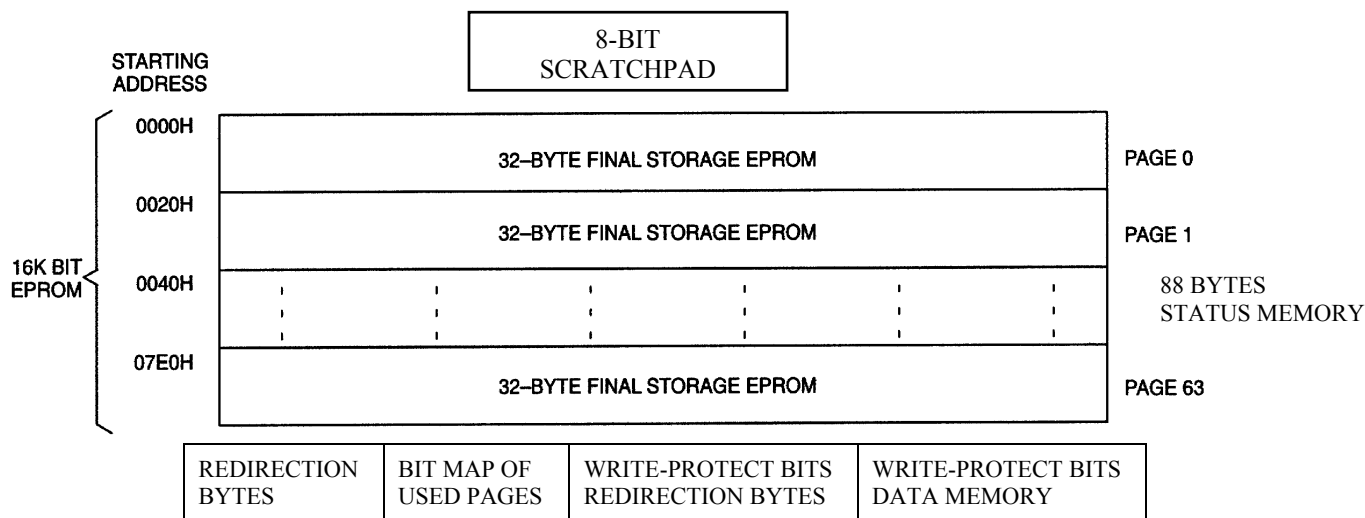 8-BIT
SCRATCHPAD
STARTING
ADDRESS
0000H
32–BYTE FINAL STORAGE EPROM
PAGE 0
0020H
32–BYTE FINAL STORAGE EPROM
PAGE 1
16K BIT
EPROM
0040H
88 BYTES
STATUS MEMORY
07E0H
32–BYTE FINAL STORAGE EPROM
PAGE 63
REDIRECTION
BYTES
BIT MAP OF
USED PAGES
WRITE-PROTECT BITS
REDIRECTION BYTES
WRITE-PROTECT BITS
DATA MEMORY